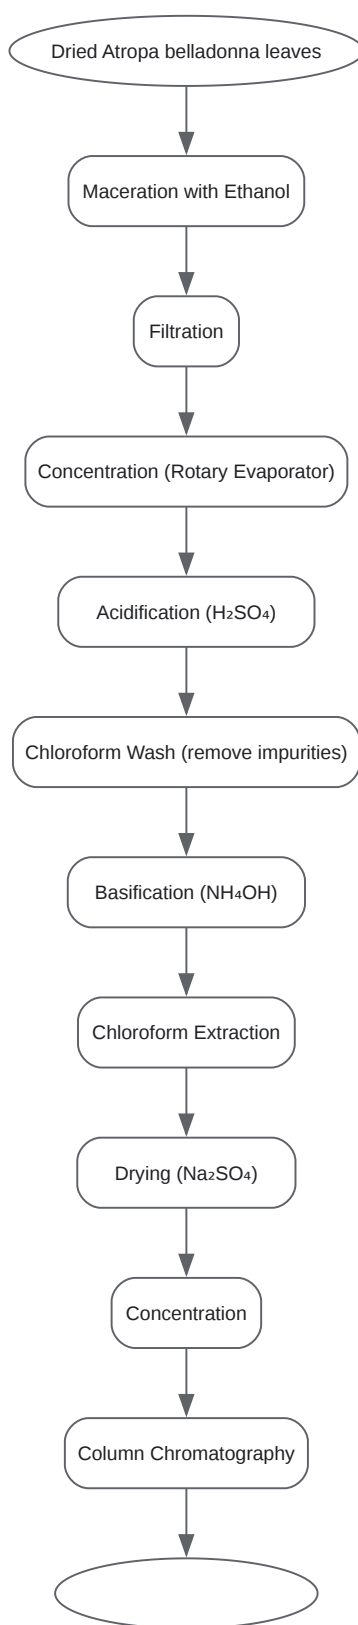 Dried Atropa belladonna leaves
Maceration with Ethanol
Filtration
Concentration (Rotary Evaporator)
Acidification (H₂SO₄)
Chloroform Wash (remove impurities)
Basification (NH₄OH)
Chloroform Extraction
Drying (Na₂SO₄)
Concentration
Column Chromatography